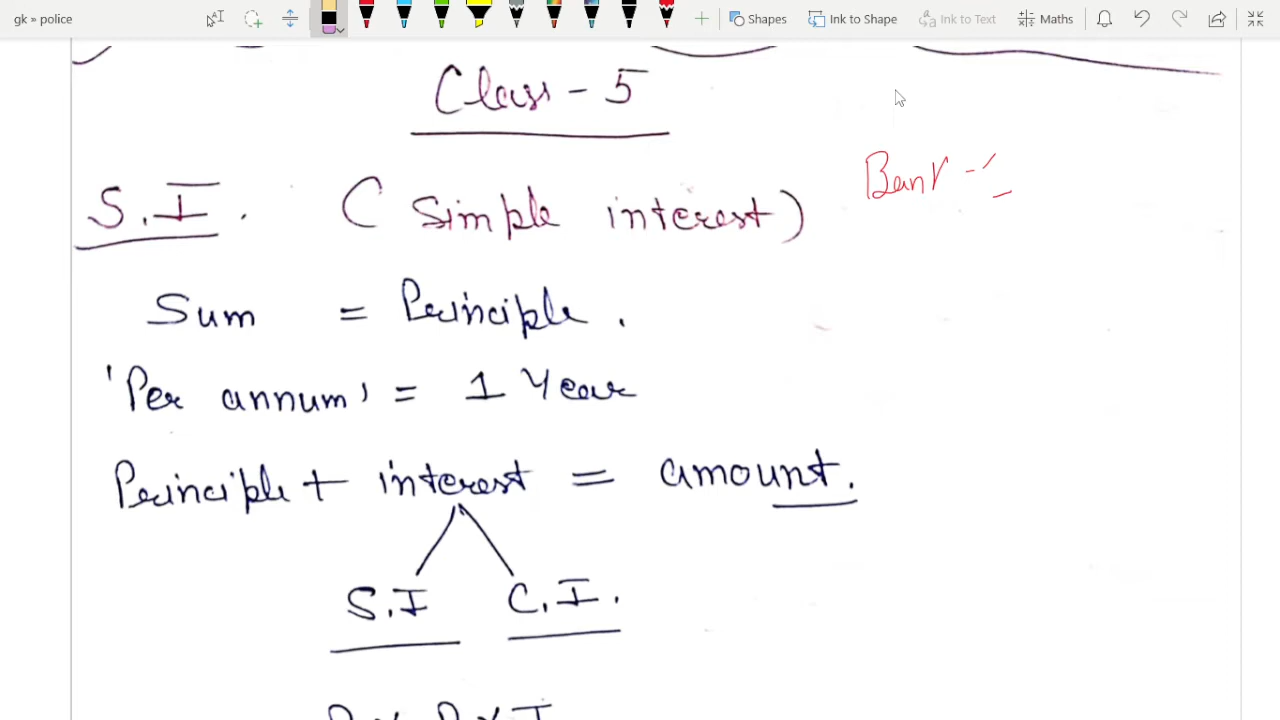 gk » police
Shapes
Ink to Shape
Ink to Text
Maths
Class - 5
S.I. ( Simple interest)
Bank -
Sum = Principle.
'Per annum' = 1 Year
Principle + interest = amount.
S.I C.I.